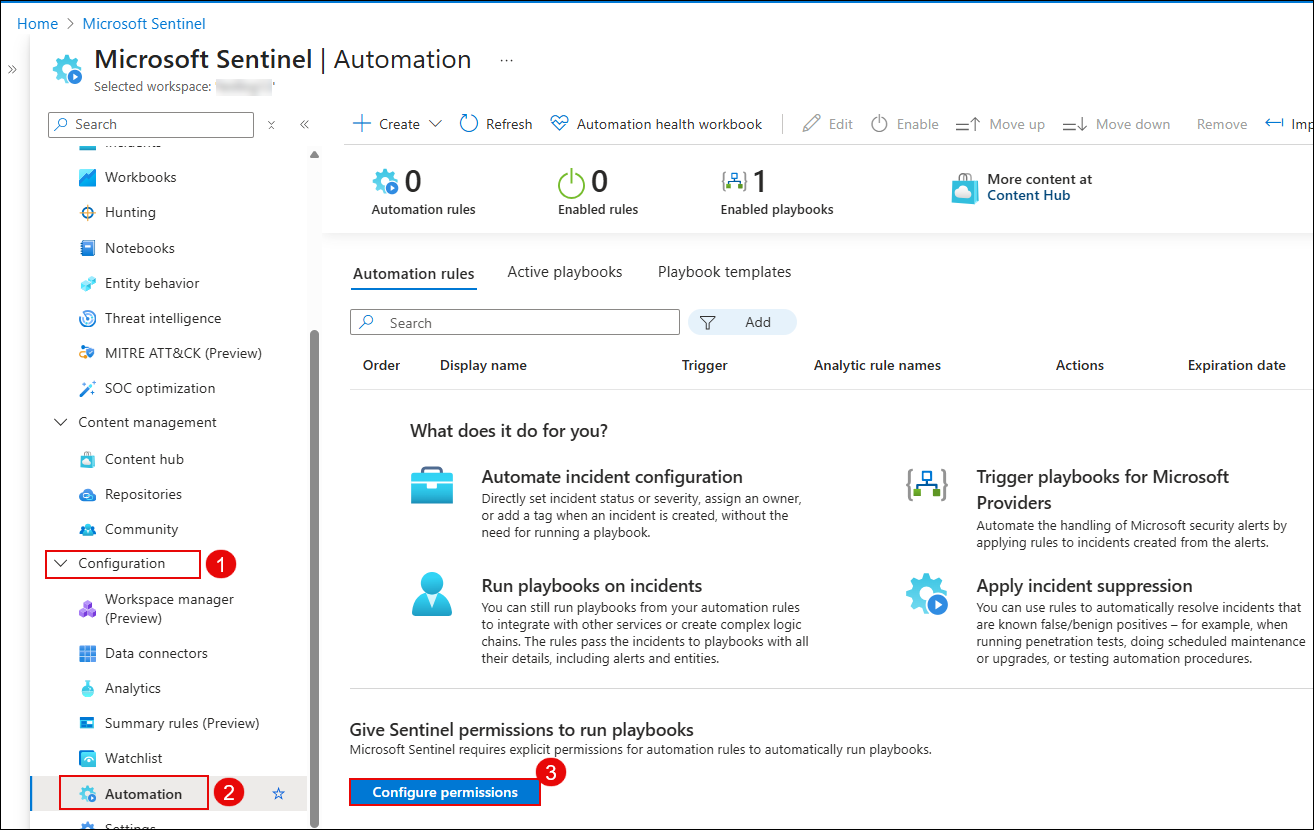 Home > Microsoft Sentinel
Microsoft Sentinel | Automation ...
Selected workspace:
Search
Incidents
Workbooks
Hunting
Notebooks
Entity behavior
Threat intelligence
MITRE ATT&CK (Preview)
SOC optimization
Content management
Content hub
Repositories
Community
Configuration
1
Workspace manager
(Preview)
Data connectors
Analytics
Summary rules (Preview)
Watchlist
Automation
2
Settings
Create Refresh Automation health workbook Edit Enable Move up Move down Remove Imp
0 Automation rules
0 Enabled rules
1 Enabled playbooks
More content at
Content Hub
Automation rules Active playbooks Playbook templates
Search Add
Order Display name Trigger Analytic rule names Actions Expiration date
What does it do for you?
Automate incident configuration
Directly set incident status or severity, assign an owner,
or add a tag when an incident is created, without the
need for running a playbook.
Trigger playbooks for Microsoft
Providers
Automate the handling of Microsoft security alerts by
applying rules to incidents created from the alerts.
Run playbooks on incidents
You can still run playbooks from your automation rules
to integrate with other services or create complex logic
chains. The rules pass the incidents to playbooks with all
their details, including alerts and entities.
Apply incident suppression
You can use rules to automatically resolve incidents that
are known false/benign positives – for example, when
running penetration tests, doing scheduled maintenance
or upgrades, or testing automation procedures.
Give Sentinel permissions to run playbooks
Microsoft Sentinel requires explicit permissions for automation rules to automatically run playbooks.
3
Configure permissions